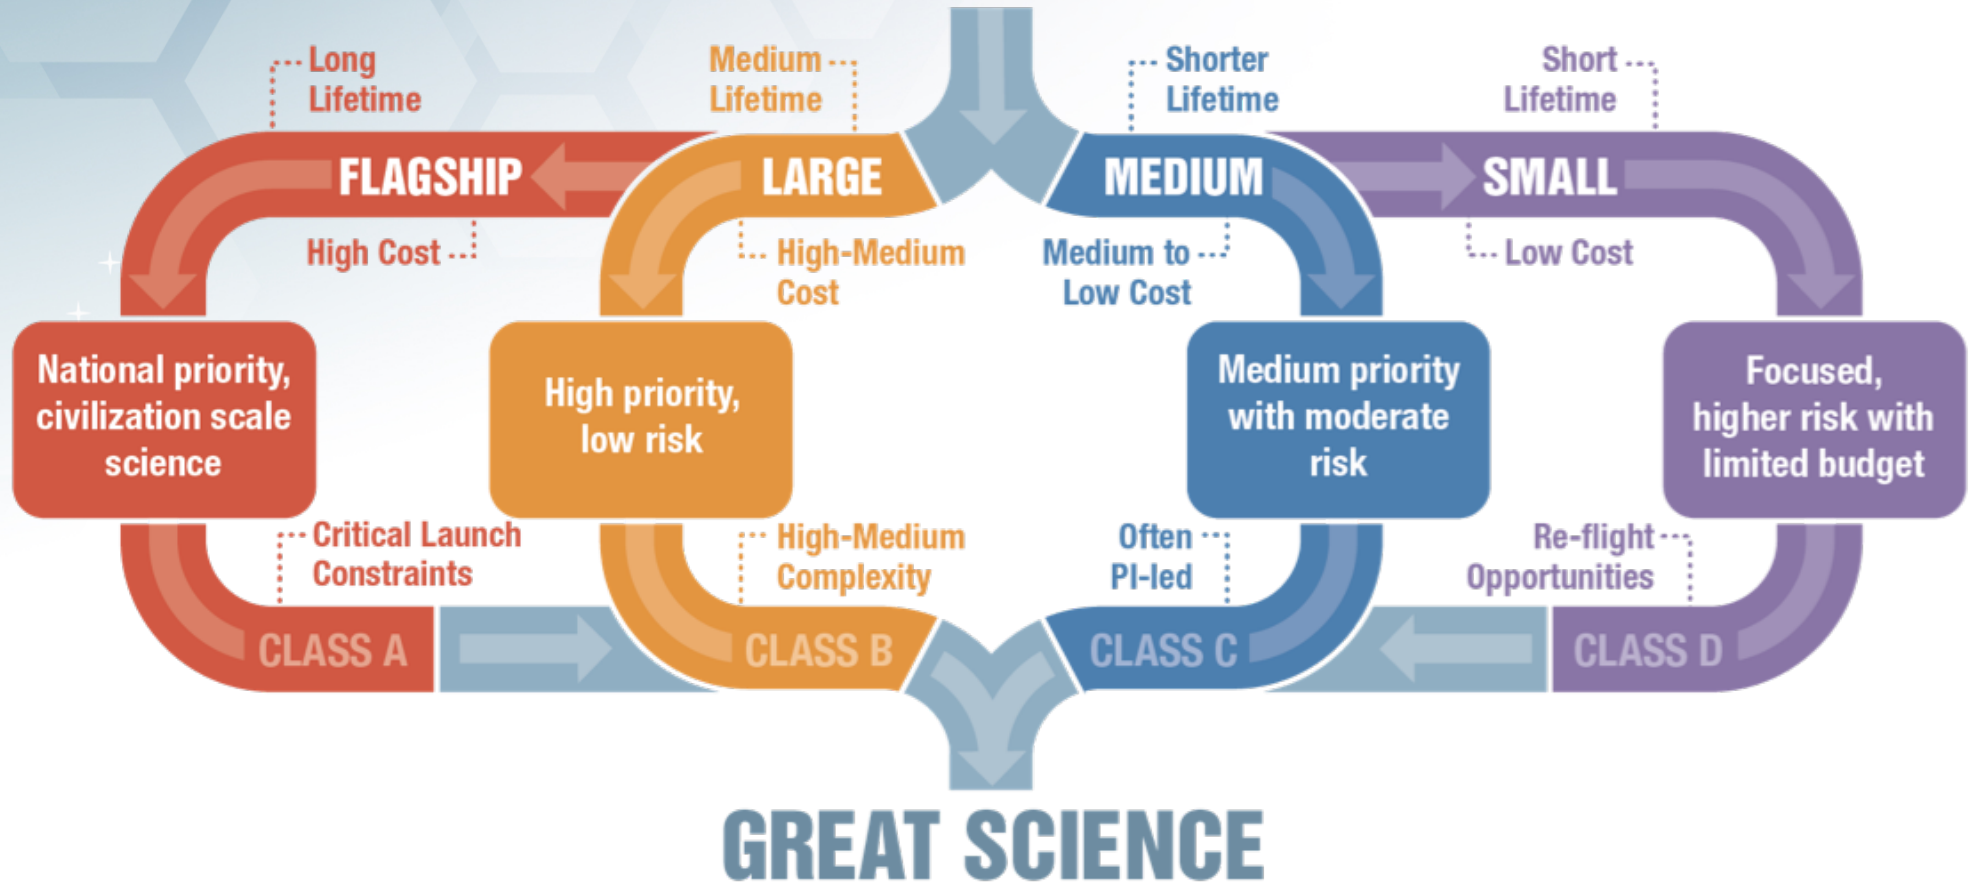 Long
Lifetime
Medium
Lifetime
Shorter
Lifetime
Short
Lifetime
FLAGSHIP
LARGE
MEDIUM
SMALL
High Cost
High-Medium
Cost
Medium to
Low Cost
Low Cost
National priority,
civilization scale
science
High priority,
low risk
Medium priority
with moderate
risk
Focused,
higher risk with
limited budget
Critical Launch
Constraints
High-Medium
Complexity
Often
PI-led
Re-flight
Opportunities
CLASS A
CLASS B
CLASS C
CLASS D
GREAT SCIENCE